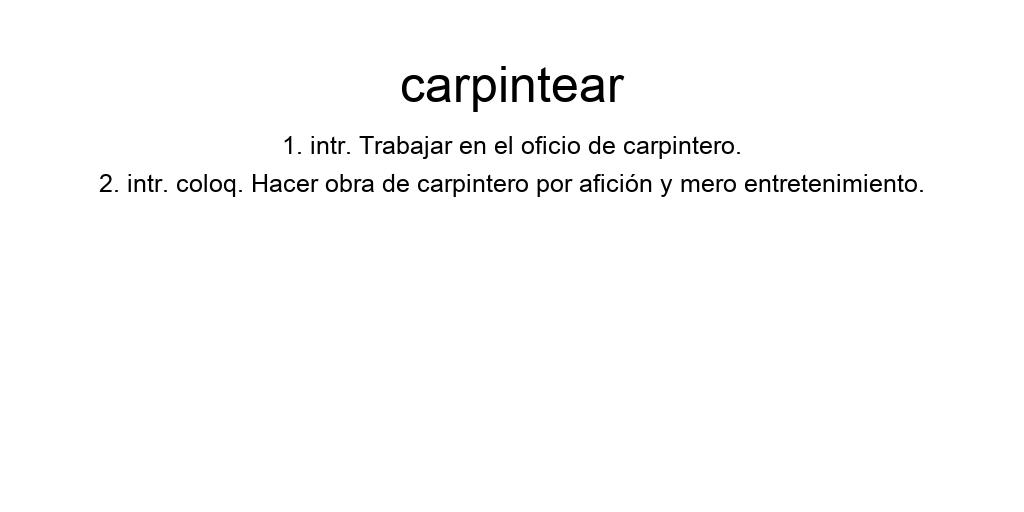 carpintear
1. intr. Trabajar en el oficio de carpintero.
2. intr. coloq. Hacer obra de carpintero por afición y mero entretenimiento.